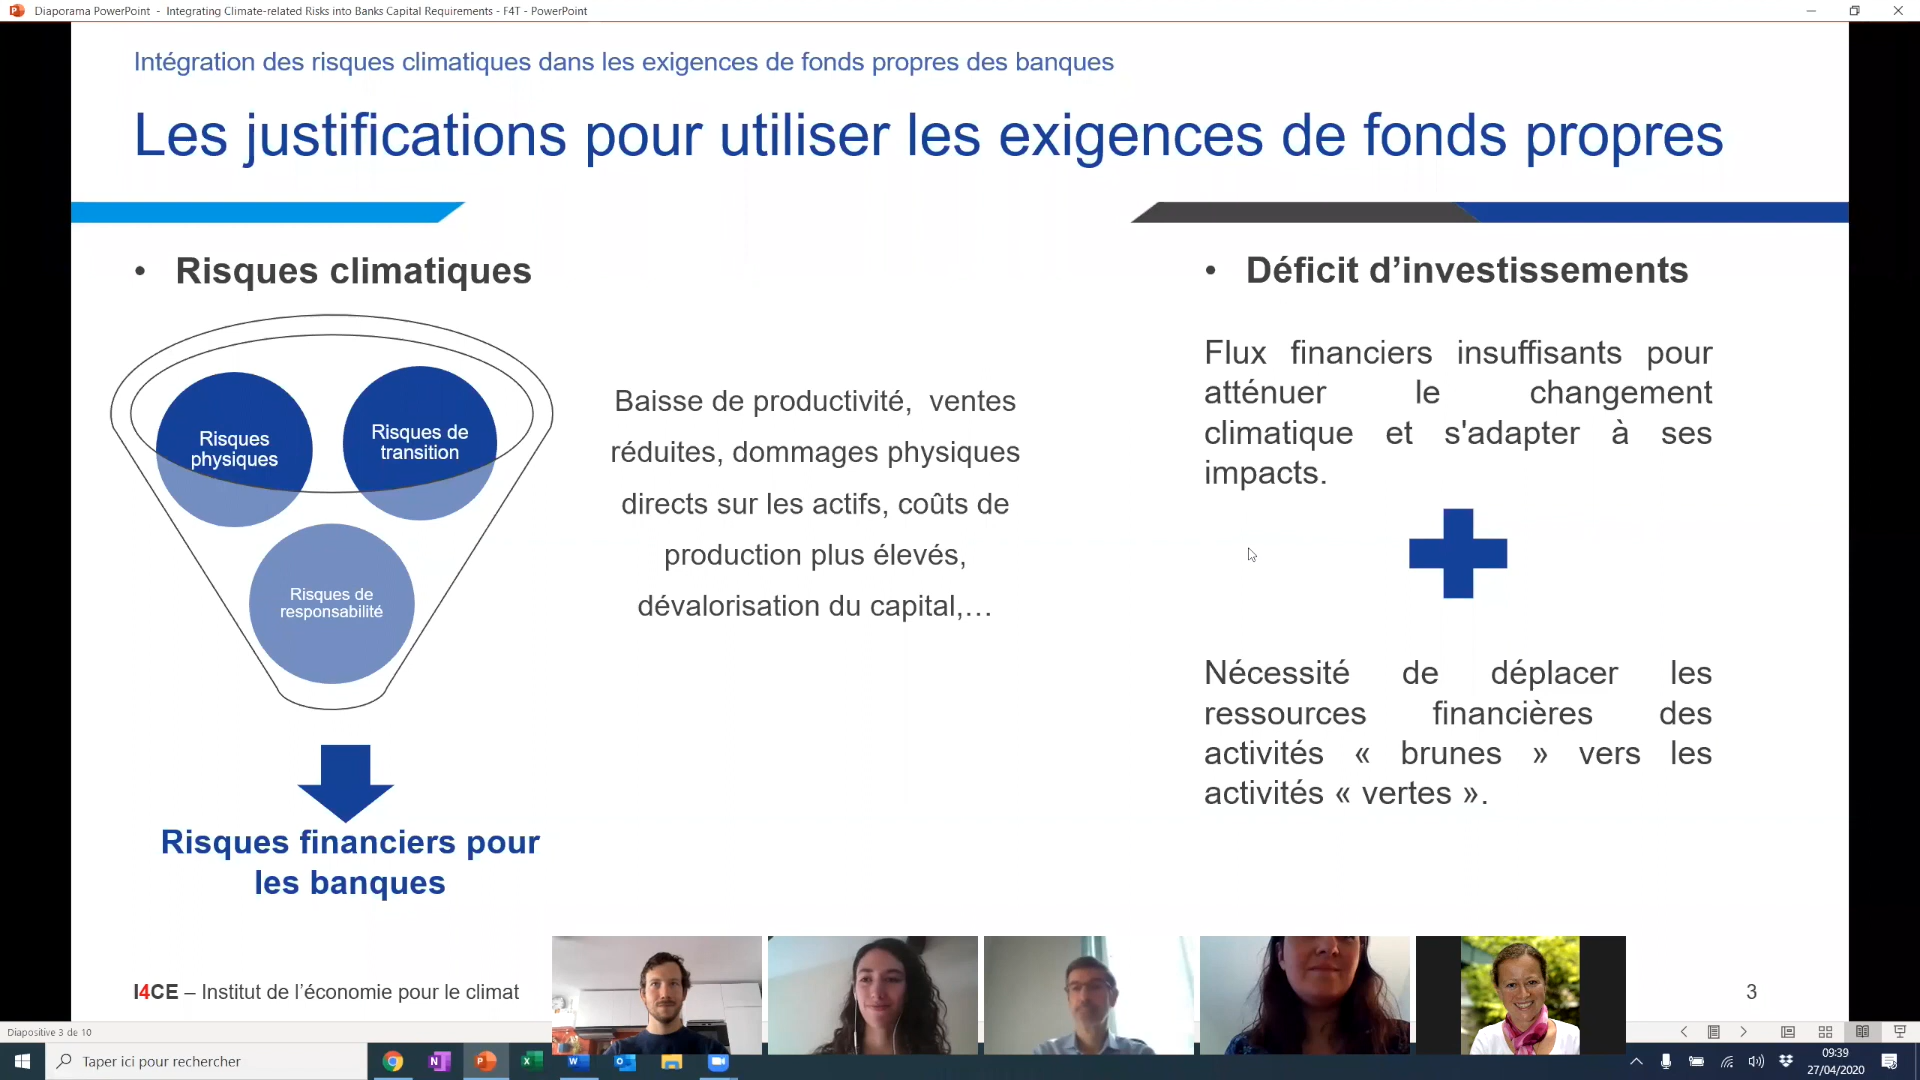 Diaporama PowerPoint - Integrating Climate-related Risks into Banks Capital Requirements - F4T - PowerPoint
Intégration des risques climatiques dans les exigences de fonds propres des banques
Les justifications pour utiliser les exigences de fonds propres
• Risques climatiques
Risques
physiques
Risques de
transition
Risques de
responsabilité
Risques financiers pour
les banques
Baisse de productivité, ventes
réduites, dommages physiques
directs sur les actifs, coûts de
production plus élevés,
dévalorisation du capital,…
• Déficit d’investissements
Flux financiers insuffisants pour
atténuer le changement
climatique et s'adapter à ses
impacts.
Nécessité de déplacer les
ressources financières des
activités « brunes » vers les
activités « vertes ».
I4CE – Institut de l’économie pour le climat
3
Diapositive 3 de 10
Taper ici pour rechercher
09:39
27/04/2020